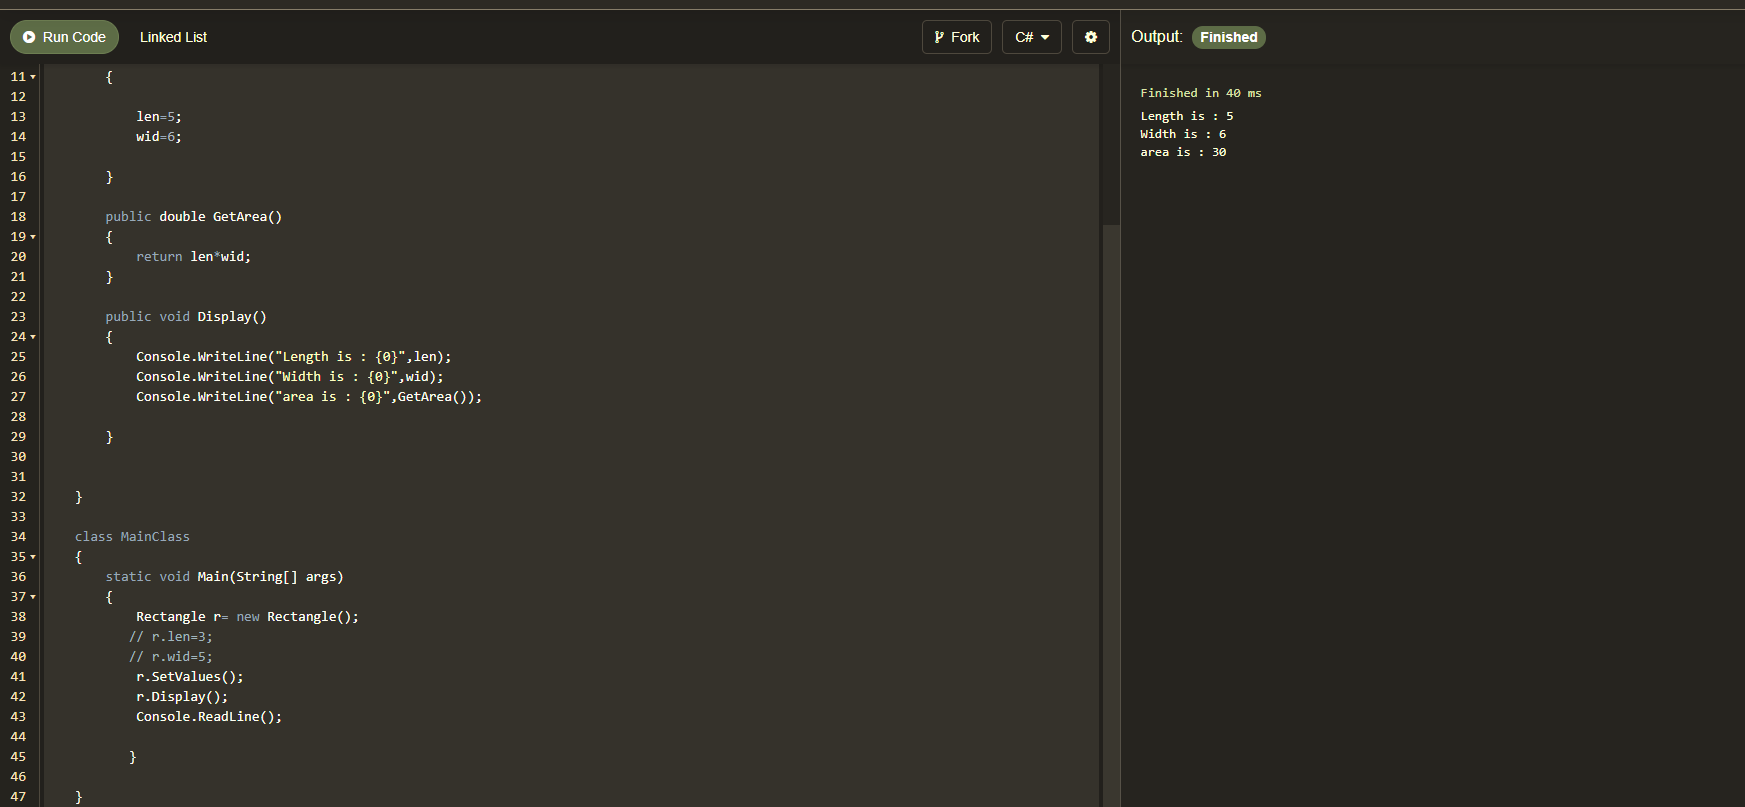 Run Code Linked List Fork C# Output: Finished
11 {
12
13 len=5;
14 wid=6;
15
16 }
17
18 public double GetArea()
19 {
20 return len*wid;
21 }
22
23 public void Display()
24 {
25 Console.WriteLine("Length is : {0}",len);
26 Console.WriteLine("Width is : {0}",wid);
27 Console.WriteLine("area is : {0}",GetArea());
28
29 }
30
31
32 }
33
34 class MainClass
35 {
36 static void Main(String[] args)
37 {
38 Rectangle r= new Rectangle();
39 // r.len=3;
40 // r.wid=5;
41 r.SetValues();
42 r.Display();
43 Console.ReadLine();
44
45 }
46
47 }
Finished in 40 ms
Length is : 5
Width is : 6
area is : 30